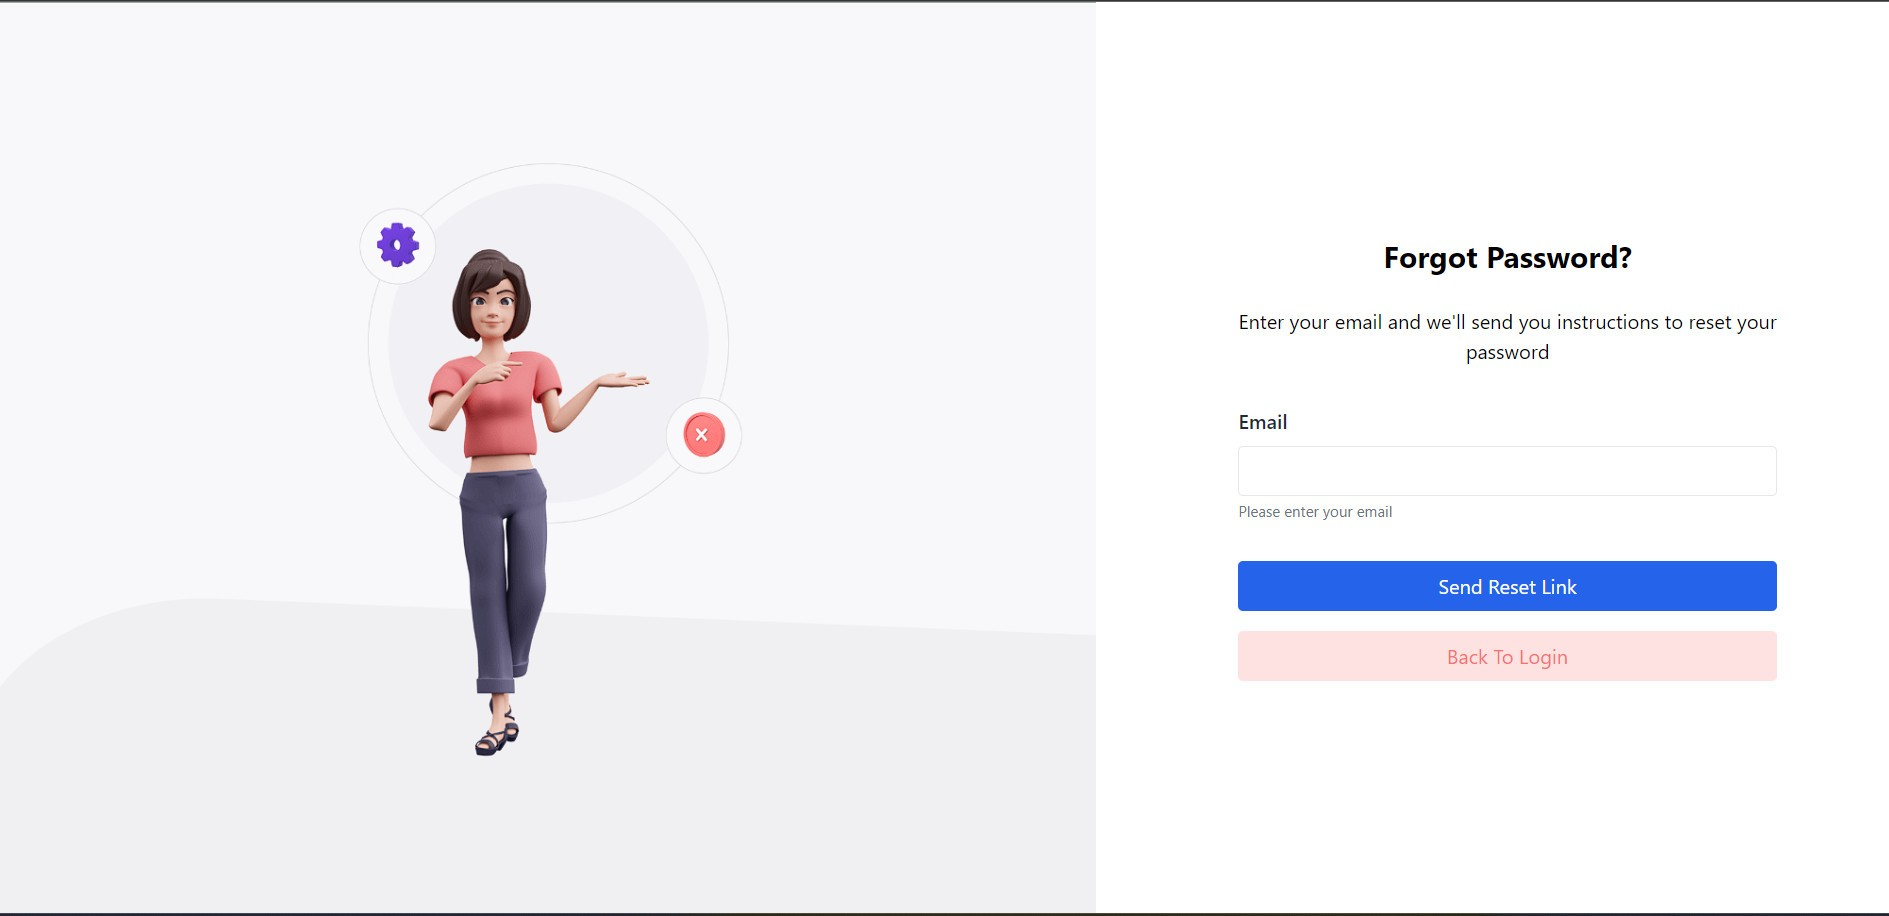 Forgot Password?
Enter your email and we'll send you instructions to reset your
password
Email
Please enter your email
Send Reset Link
Back To Login